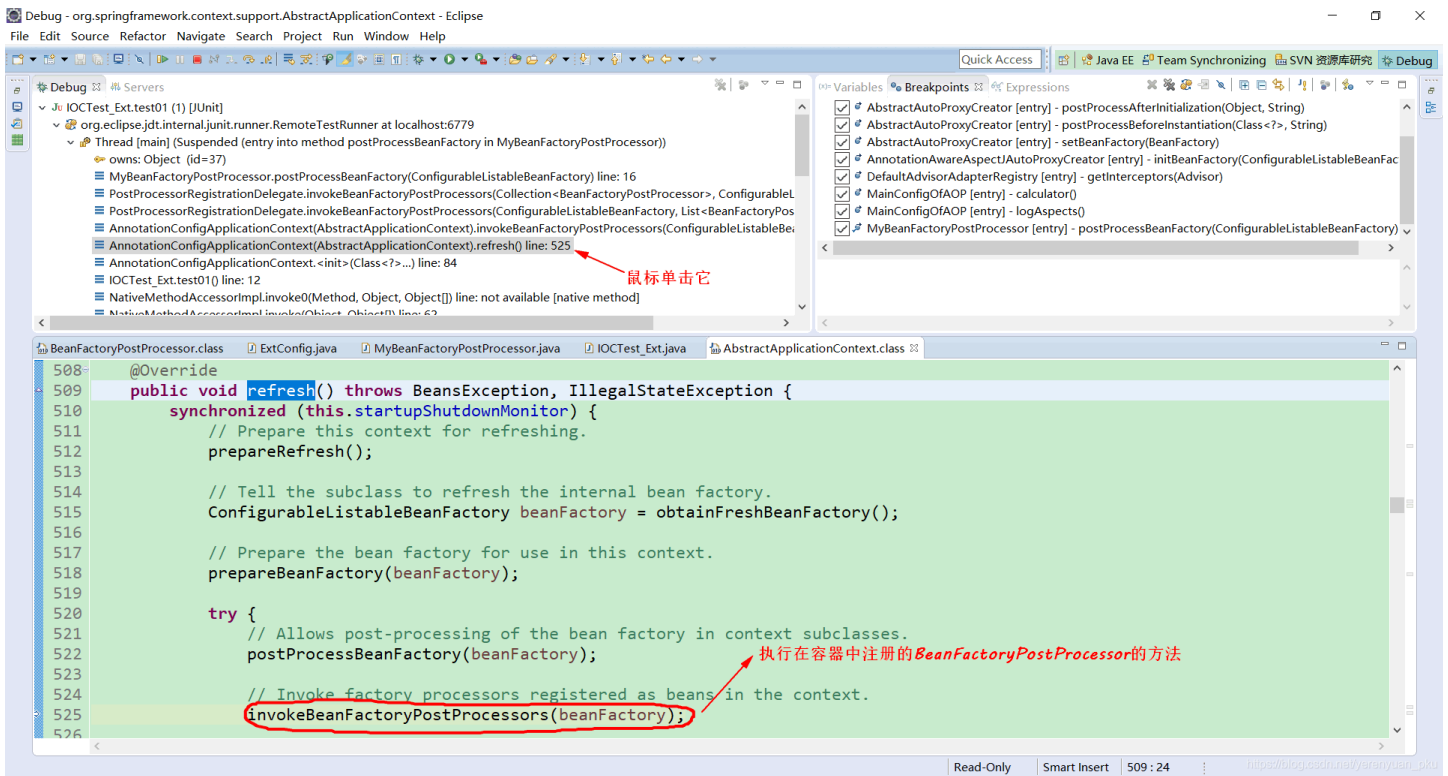 Debug - org.springframework.context.support.AbstractApplicationContext - Eclipse
File Edit Source Refactor Navigate Search Project Run Window Help
Quick Access Java EE Team Synchronizing SVN 资源库研究 Debug
Debug Servers
Ju IOCTest_Ext.test01 (1) [JUnit]
org.eclipse.jdt.internal.junit.runner.RemoteTestRunner at localhost:6779
Thread [main] (Suspended (entry into method postProcessBeanFactory in MyBeanFactoryPostProcessor))
owns: Object (id=37)
MyBeanFactoryPostProcessor.postProcessBeanFactory(ConfigurableListableBeanFactory) line: 16
PostProcessorRegistrationDelegate.invokeBeanFactoryPostProcessors(Collection<BeanFactoryPostProcessor>, ConfigurableL
PostProcessorRegistrationDelegate.invokeBeanFactoryPostProcessors(ConfigurableListableBeanFactory, List<BeanFactoryPos
AnnotationConfigApplicationContext(AbstractApplicationContext).invokeBeanFactoryPostProcessors(ConfigurableListableBea
AnnotationConfigApplicationContext(AbstractApplicationContext).refresh() line: 525
AnnotationConfigApplicationContext.<init>(Class<?>...) line: 84
IOCTest_Ext.test01() line: 12
NativeMethodAccessorImpl.invoke0(Method, Object, Object[]) line: not available [native method]
NativeMethodAccessorImpl.invoke(Object, Object[]) line: 62
鼠标单击它
Variables Breakpoints Expressions
AbstractAutoProxyCreator [entry] - postProcessAfterInitialization(Object, String)
AbstractAutoProxyCreator [entry] - postProcessBeforeInstantiation(Class<?>, String)
AbstractAutoProxyCreator [entry] - setBeanFactory(BeanFactory)
AnnotationAwareAspectJAutoProxyCreator [entry] - initBeanFactory(ConfigurableListableBeanFac
DefaultAdvisorAdapterRegistry [entry] - getInterceptors(Advisor)
MainConfigOfAOP [entry] - calculator()
MainConfigOfAOP [entry] - logAspects()
MyBeanFactoryPostProcessor [entry] - postProcessBeanFactory(ConfigurableListableBeanFactory)
BeanFactoryPostProcessor.class ExtConfig.java MyBeanFactoryPostProcessor.java IOCTest_Ext.java AbstractApplicationContext.class
508 @Override
509 public void refresh() throws BeansException, IllegalStateException {
510 synchronized (this.startupShutdownMonitor) {
511 // Prepare this context for refreshing.
512 prepareRefresh();
513
514 // Tell the subclass to refresh the internal bean factory.
515 ConfigurableListableBeanFactory beanFactory = obtainFreshBeanFactory();
516
517 // Prepare the bean factory for use in this context.
518 prepareBeanFactory(beanFactory);
519
520 try {
521 // Allows post-processing of the bean factory in context subclasses.
522 postProcessBeanFactory(beanFactory);
执行在容器中注册的BeanFactoryPostProcessor的方法
523
524 // Invoke factory processors registered as beans in the context.
525 invokeBeanFactoryPostProcessors(beanFactory);
526
Read-Only Smart Insert 509 : 24
https://blog.csdn.net/yerenyuan_pku